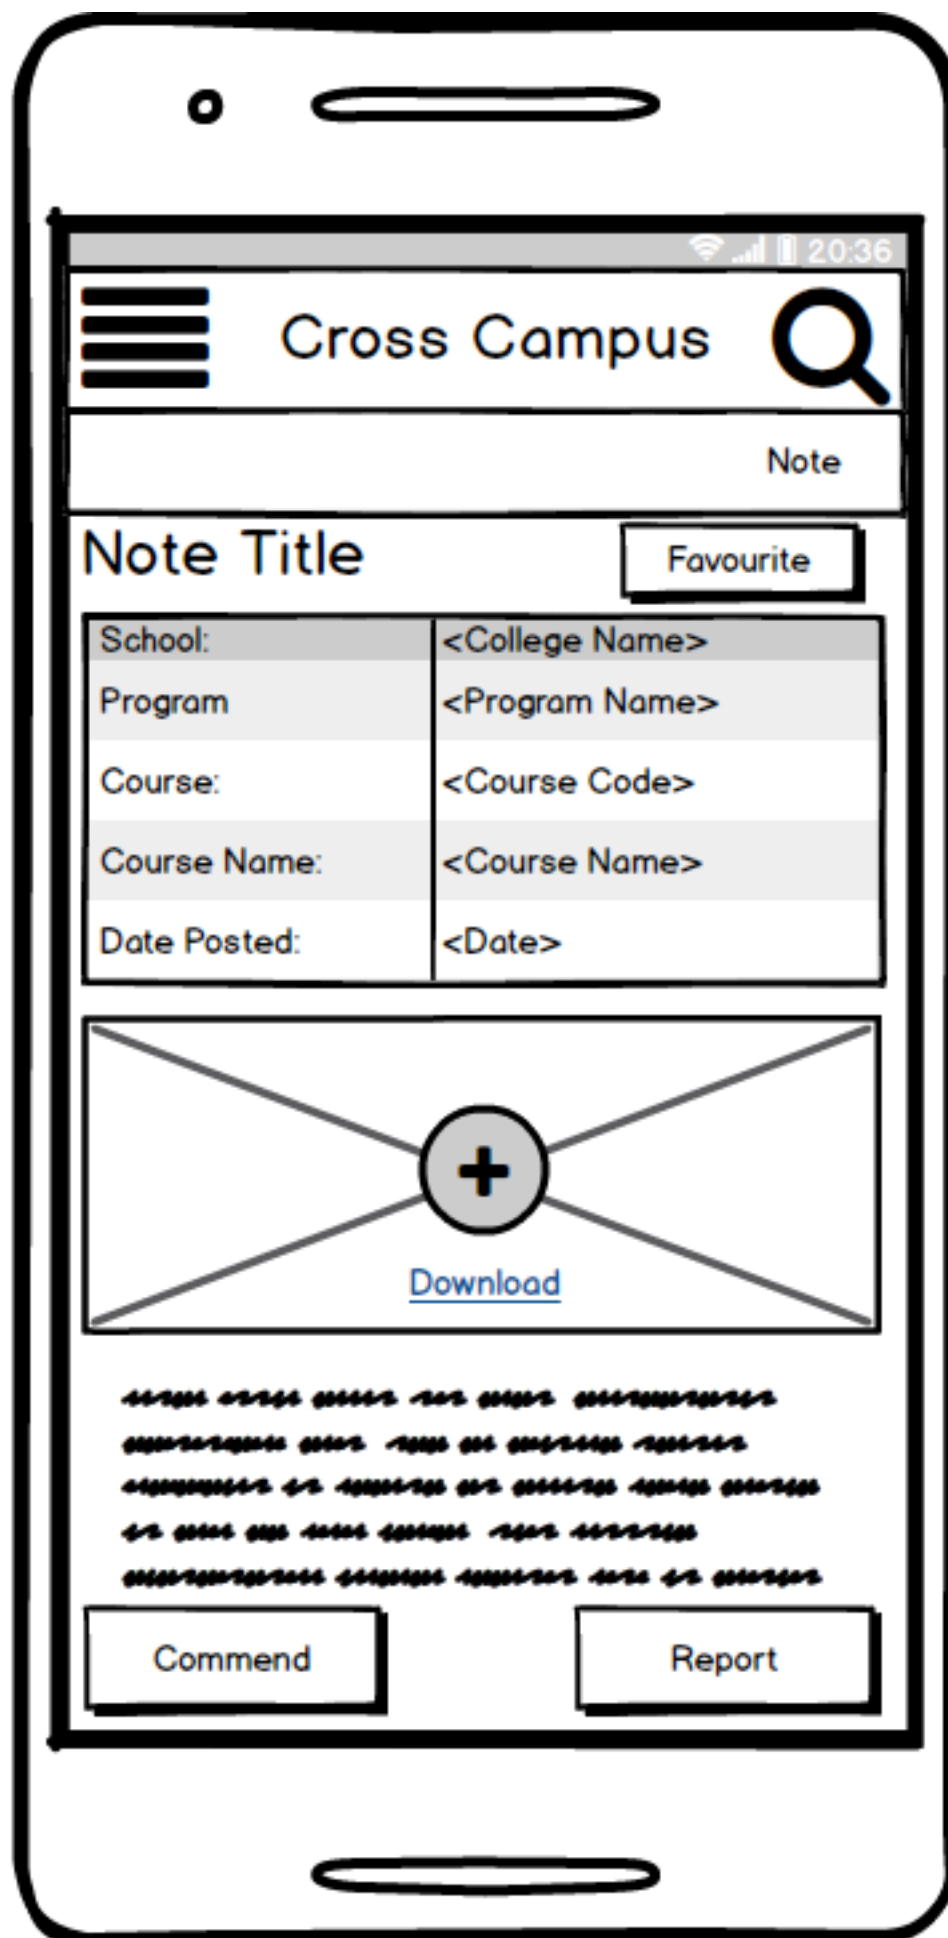 20:36
Cross Campus
Note
Note Title
Favourite
School: <College Name>
Program <Program Name>
Course: <Course Code>
Course Name: <Course Name>
Date Posted: <Date>
Download
Commend
Report